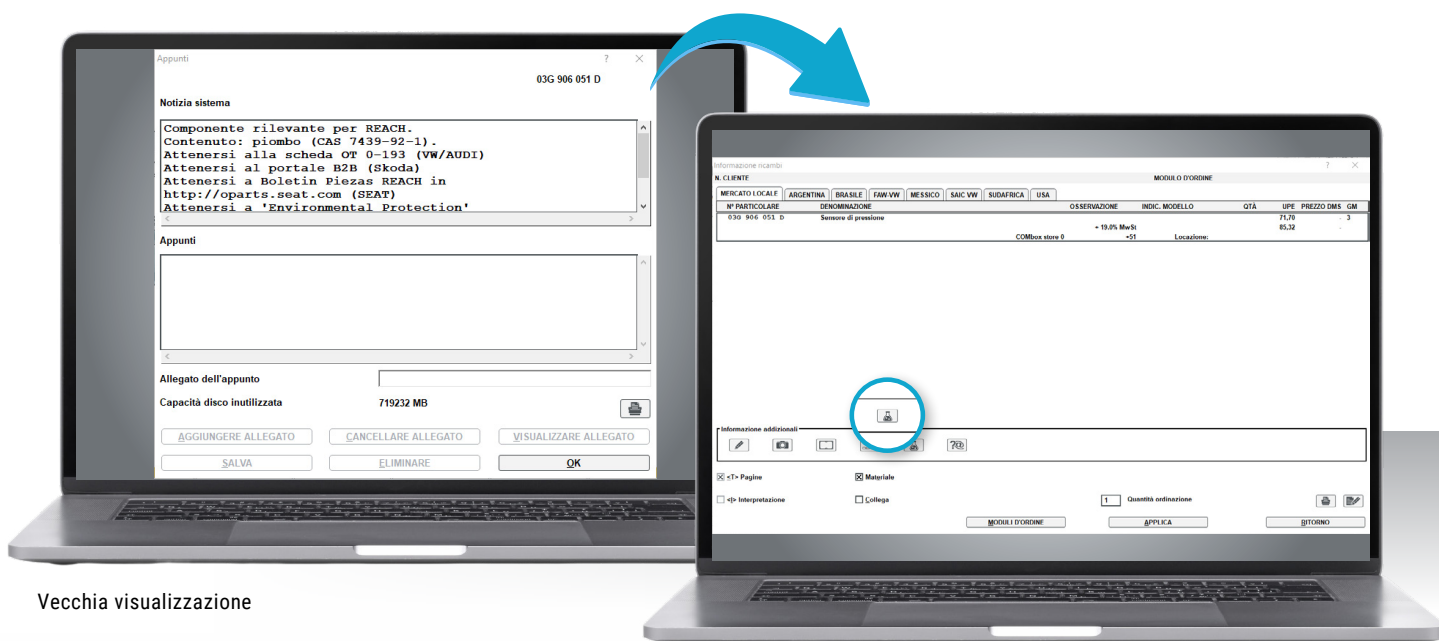 Appunti
03G 906 051 D
Notizia sistema
Componente rilevante per REACH.
Contenuto: piombo (CAS 7439-92-1).
Attenersi alla scheda OT 0-193 (VW/AUDI)
Attenersi al portale B2B (Skoda)
Attenersi a Boletin Piezas REACH in
http://oparts.seat.com (SEAT)
Attenersi a 'Environmental Protection'
Appunti
Allegato dell'appunto
Capacità disco inutilizzata 719232 MB
AGGIUNGERE ALLEGATO CANCELLARE ALLEGATO VISUALIZZARE ALLEGATO
SALVA ELIMINARE OK
Vecchia visualizzazione
Informazione ricambi
N. CLIENTE MODULO D'ORDINE
MERCATO LOCALE ARGENTINA BRASILE FAW-VW MESSICO SAIC VW SUDAFRICA USA
Nº PARTICOLARE DENOMINAZIONE OSSERVAZIONE INDIC. MODELLO QTÀ UPE PREZZO DMS GM
03G 906 051 D Sensore di pressione 71,70 - 3
+ 19.0% MwSt 85,32 -
COMbox store 0 +51 Locazione:
Informazione addizionali
<T> Pagine Materiale
<I> Interpretazione Collega 1 Quantità ordinazione
MODULI D'ORDINE APPLICA RITORNO